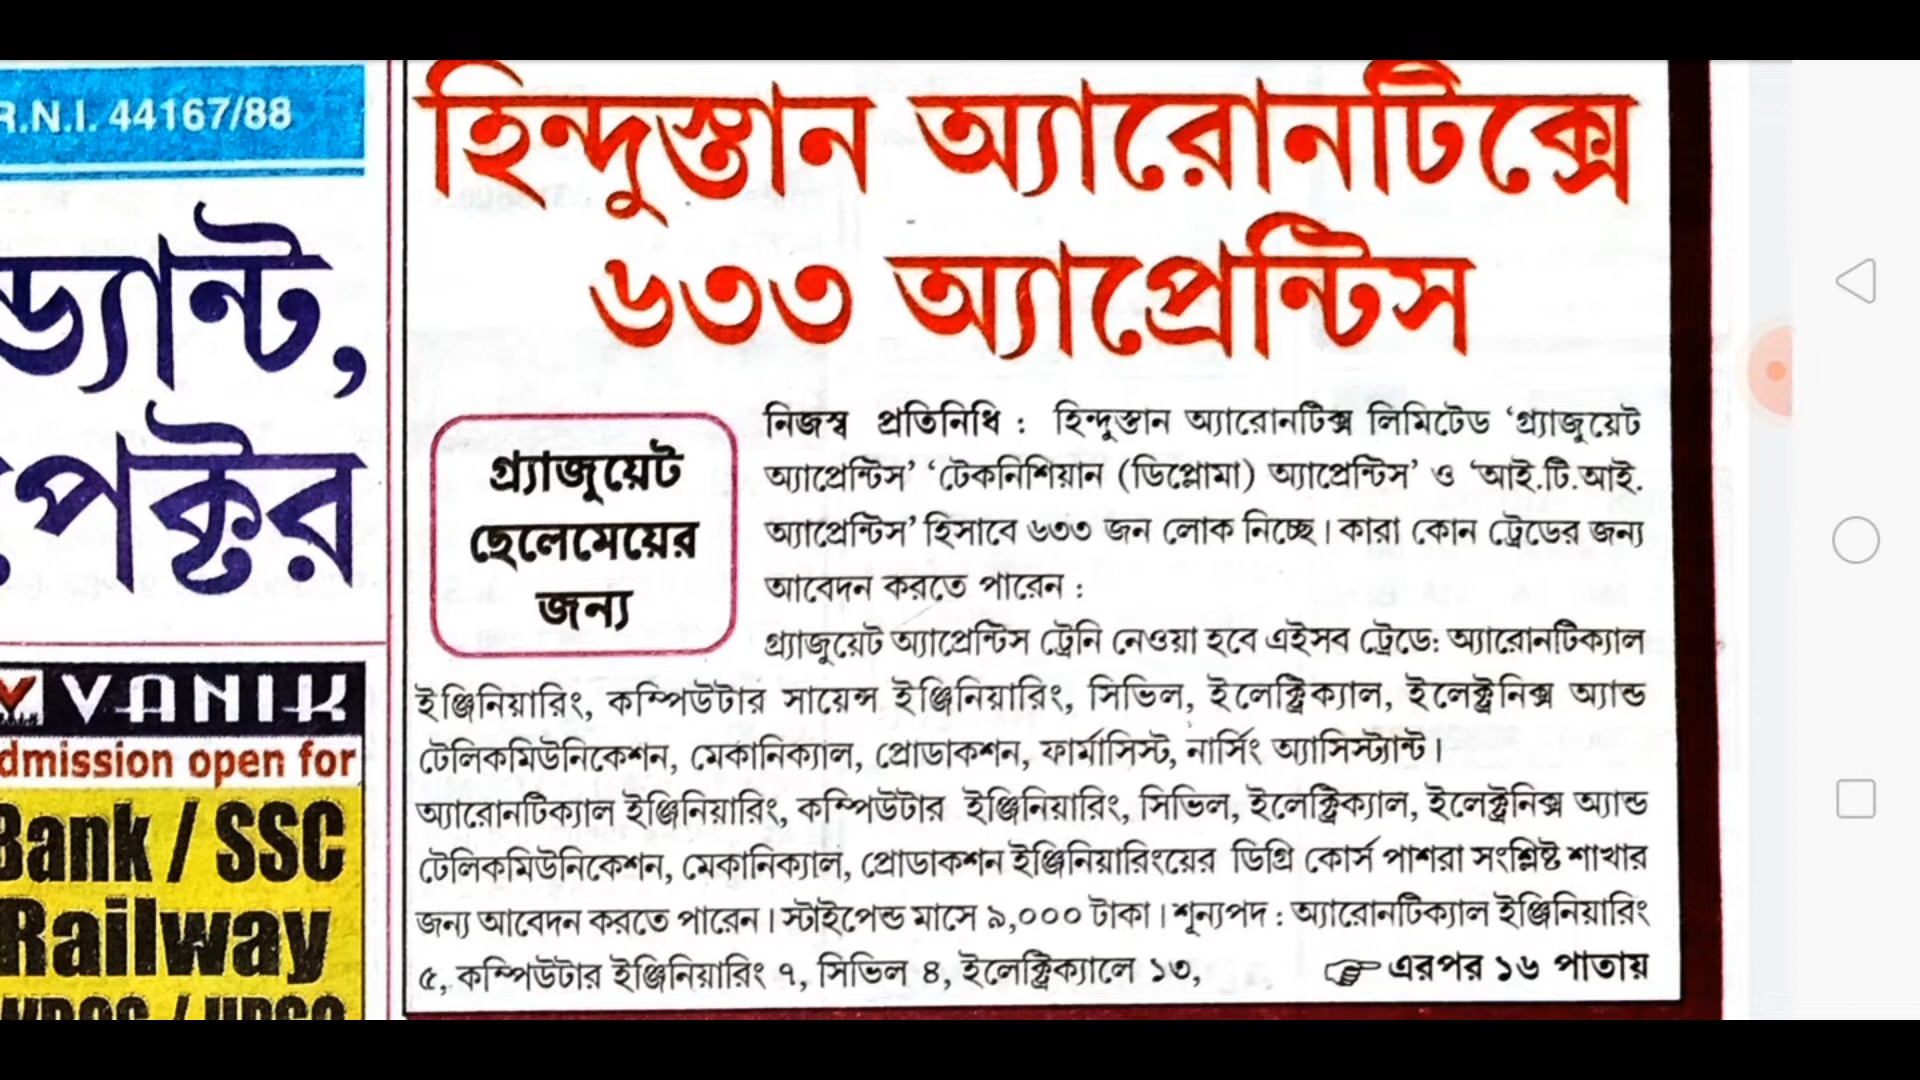 R.N.I. 44167/88
হিন্দুস্তান অ্যারোনটিক্সে
৬৩৩ অ্যাপ্রেন্টিস
গ্র্যাজুয়েট
ছেলেমেয়ের
জন্য
নিজস্ব প্রতিনিধি : হিন্দুস্তান অ্যারোনটিক্স লিমিটেড ‘গ্র্যাজুয়েট
অ্যাপ্রেন্টিস’ ‘টেকনিশিয়ান (ডিপ্লোমা) অ্যাপ্রেন্টিস’ ও ‘আই.টি.আই.
অ্যাপ্রেন্টিস’ হিসাবে ৬৩৩ জন লোক নিচ্ছে। কারা কোন ট্রেডের জন্য
আবেদন করতে পারেন :
গ্র্যাজুয়েট অ্যাপ্রেন্টিস ট্রেনি নেওয়া হবে এইসব ট্রেডে: অ্যারোনটিক্যাল
ইঞ্জিনিয়ারিং, কম্পিউটার সায়েন্স ইঞ্জিনিয়ারিং, সিভিল, ইলেক্ট্রিক্যাল, ইলেক্ট্রনিক্স অ্যান্ড
টেলিকমিউনিকেশন, মেকানিক্যাল, প্রোডাকশন, ফার্মাসিস্ট, নার্সিং অ্যাসিস্ট্যান্ট।
অ্যারোনটিক্যাল ইঞ্জিনিয়ারিং, কম্পিউটার ইঞ্জিনিয়ারিং, সিভিল, ইলেক্ট্রিক্যাল, ইলেক্ট্রনিক্স অ্যান্ড
টেলিকমিউনিকেশন, মেকানিক্যাল, প্রোডাকশন ইঞ্জিনিয়ারিংয়ের ডিগ্রি কোর্স পাশরা সংশ্লিষ্ট শাখার
জন্য আবেদন করতে পারেন। স্টাইপেন্ড মাসে ৯,০০০ টাকা। শূন্যপদ : অ্যারোনটিক্যাল ইঞ্জিনিয়ারিং
৫, কম্পিউটার ইঞ্জিনিয়ারিং ৭, সিভিল ৪, ইলেক্ট্রিক্যালে ১৩,
এরপর ১৬ পাতায়
ড্যান্ট,
পেক্টর
VANIK
dmission open for
Bank / SSC
Railway